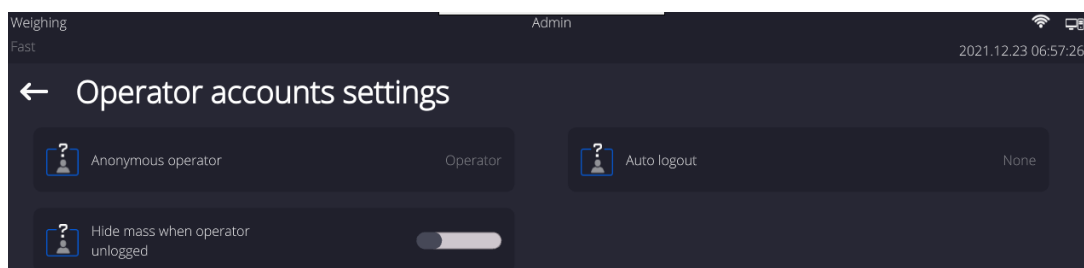 Weighing
Admin
Fast
2021.12.23 06:57:26
Operator accounts settings
Anonymous operator
Operator
Auto logout
None
Hide mass when operator
unlogged